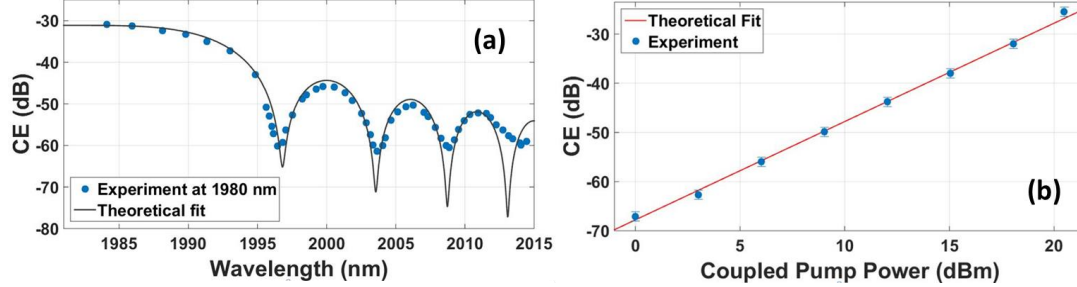 -30
-40
-50
-60
-70
-80
CE (dB)
(a)
Experiment at 1980 nm
Theoretical fit
1985
1990
1995
2000
2005
2010
2015
Wavelength (nm)
-30
-40
-50
-60
-70
CE (dB)
Theoretical Fit
Experiment
(b)
0
5
10
15
20
Coupled Pump Power (dBm)